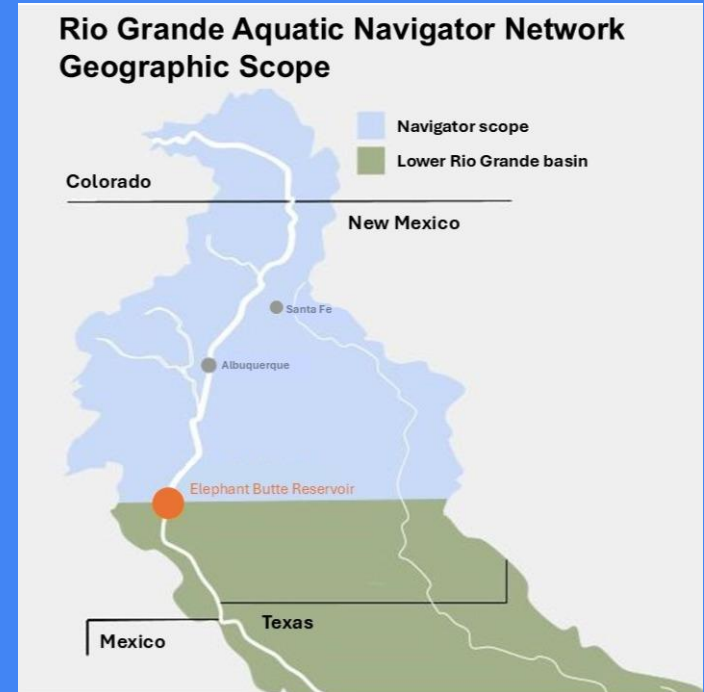 Rio Grande Aquatic Navigator Network
Geographic Scope
Navigator scope
Lower Rio Grande basin
Colorado
New Mexico
Santa Fe
Albuquerque
Elephant Butte Reservoir
Texas
Mexico